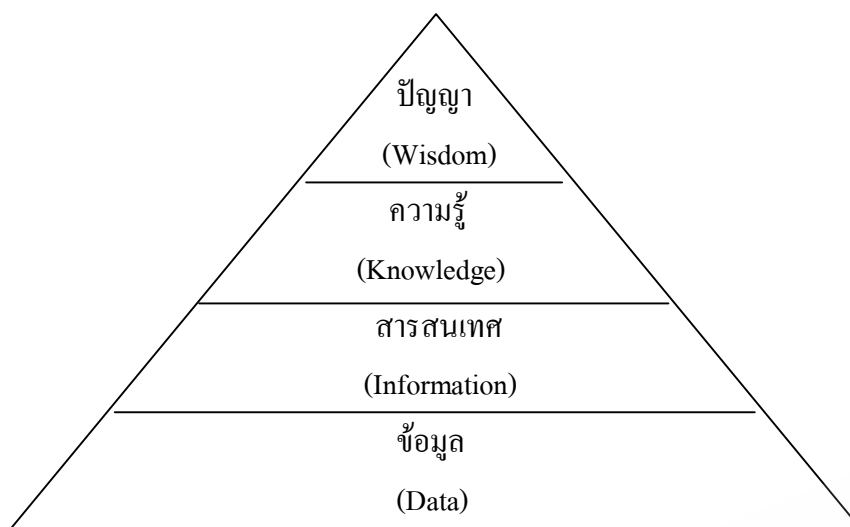 ปัญญา
(Wisdom)
ความรู้
(Knowledge)
สารสนเทศ
(Information)
ข้อมูล
(Data)